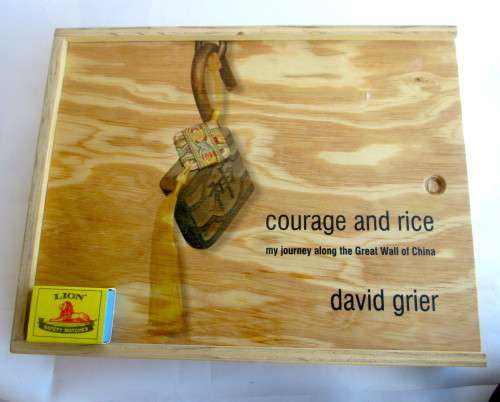 courage and rice
my journey along the Great Wall of China
david grier
LION
SAFETY MATCHES